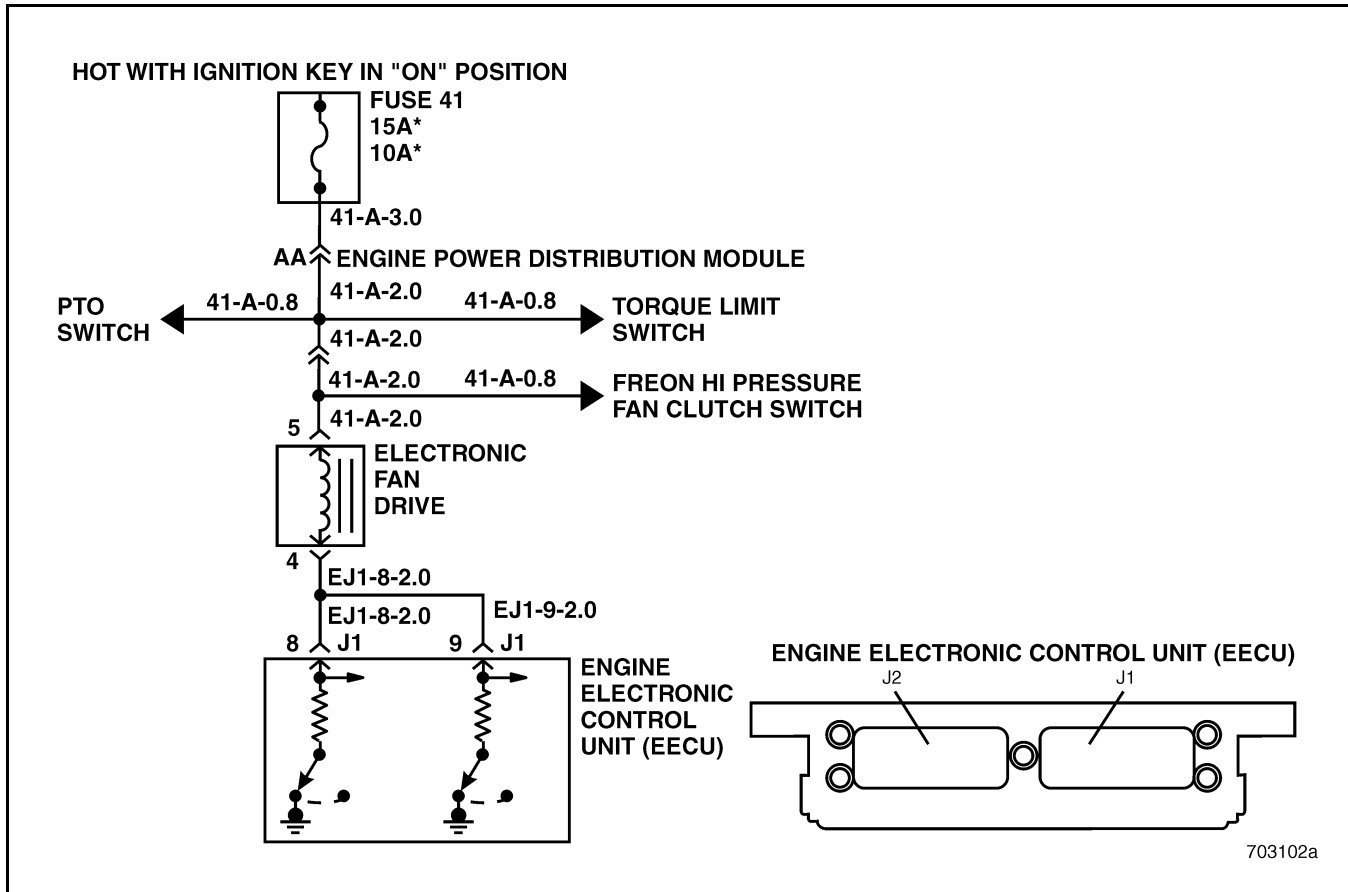 HOT WITH IGNITION KEY IN "ON" POSITION
FUSE 41
15A*
10A*
41-A-3.0
AA
ENGINE POWER DISTRIBUTION MODULE
PTO
SWITCH
41-A-0.8
41-A-2.0
41-A-0.8
TORQUE LIMIT
SWITCH
41-A-2.0
41-A-2.0
41-A-0.8
FREON HI PRESSURE
FAN CLUTCH SWITCH
41-A-2.0
5
ELECTRONIC
FAN
DRIVE
4
EJ1-8-2.0
EJ1-8-2.0
EJ1-9-2.0
8
J1
9
J1
ENGINE
ELECTRONIC
CONTROL
UNIT (EECU)
ENGINE ELECTRONIC CONTROL UNIT (EECU)
J2
J1
703102a